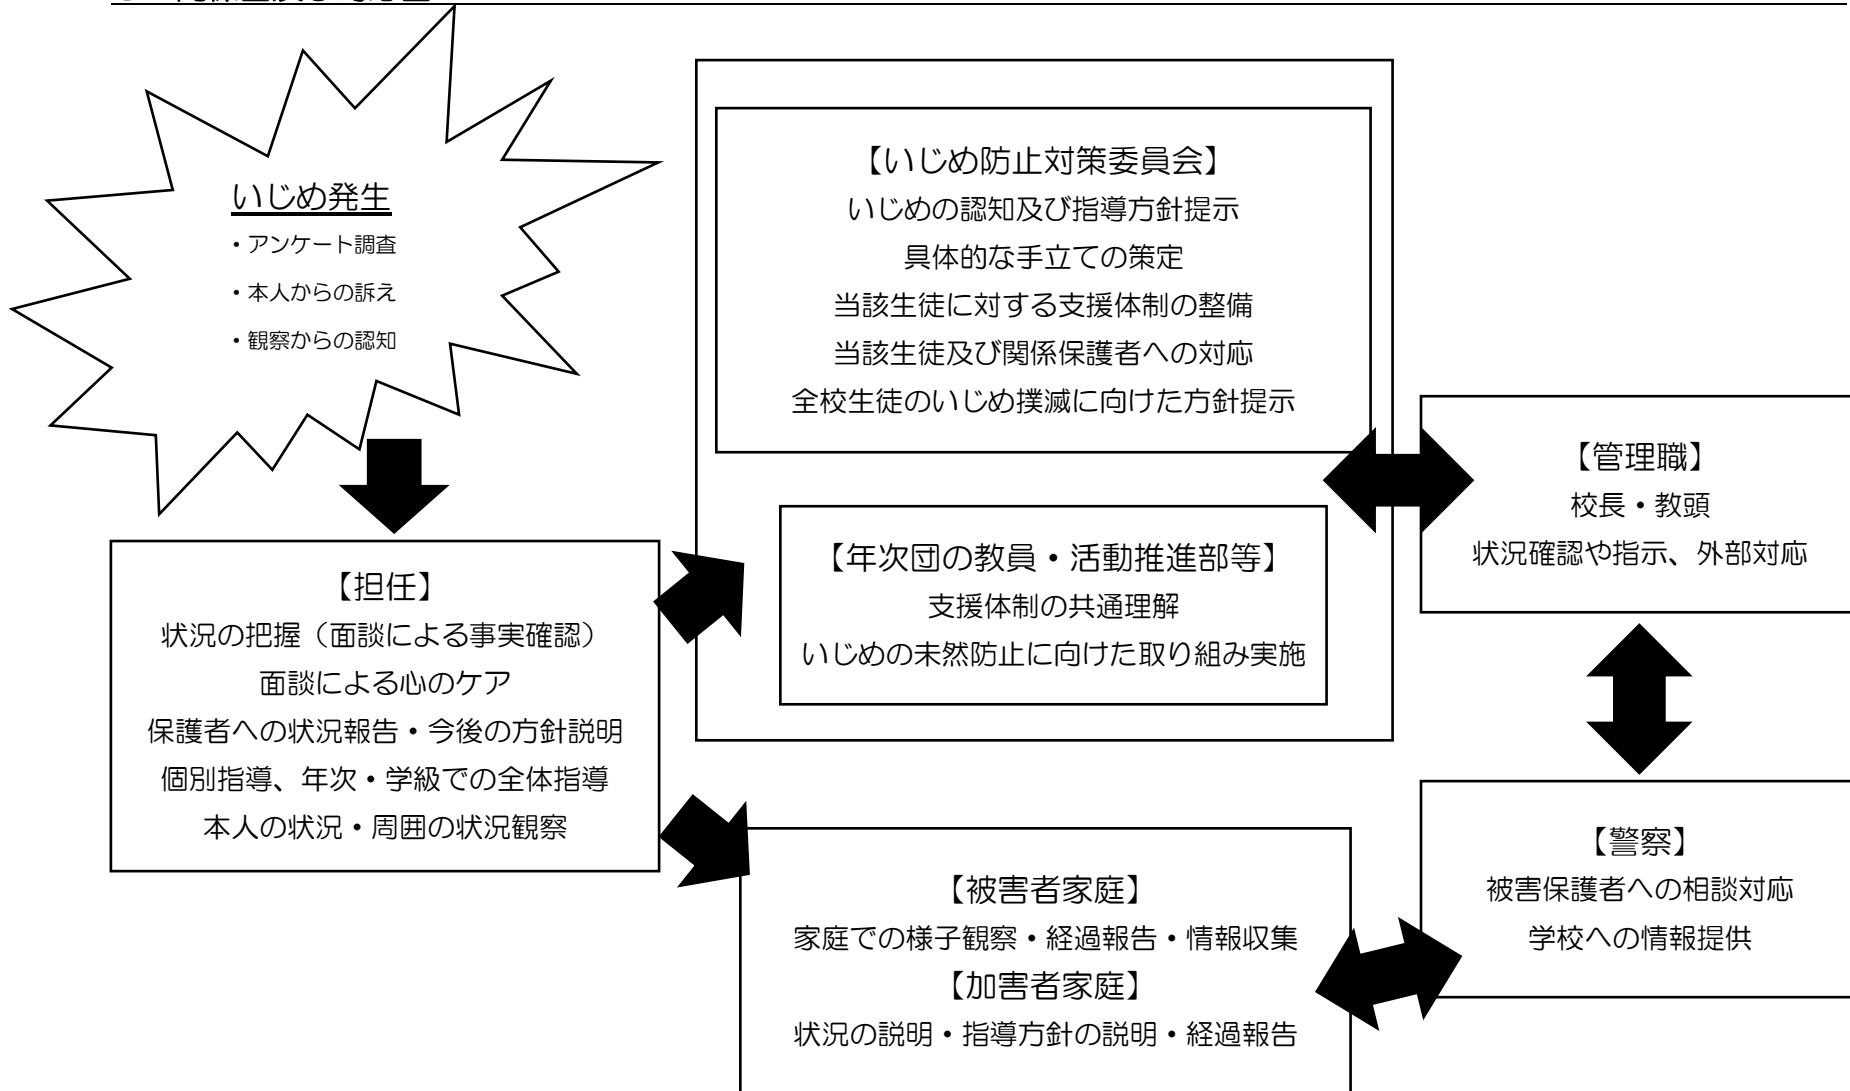 いじめ発生
・アンケート調査
・本人からの訴え
・観察からの認知
【いじめ防止対策委員会】
いじめの認知及び指導方針提示
具体的な手立ての策定
当該生徒に対する支援体制の整備
当該生徒及び関係保護者への対応
全校生徒のいじめ撲滅に向けた方針提示
【管理職】
校長・教頭
状況確認や指示、外部対応
【年次団の教員・活動推進部等】
支援体制の共通理解
いじめの未然防止に向けた取り組み実施
【担任】
状況の把握（面談による事実確認）
面談による心のケア
保護者への状況報告・今後の方針説明
個別指導、年次・学級での全体指導
本人の状況・周囲の状況観察
【警察】
被害保護者への相談対応
学校への情報提供
【被害者家庭】
家庭での様子観察・経過報告・情報収集
【加害者家庭】
状況の説明・指導方針の説明・経過報告